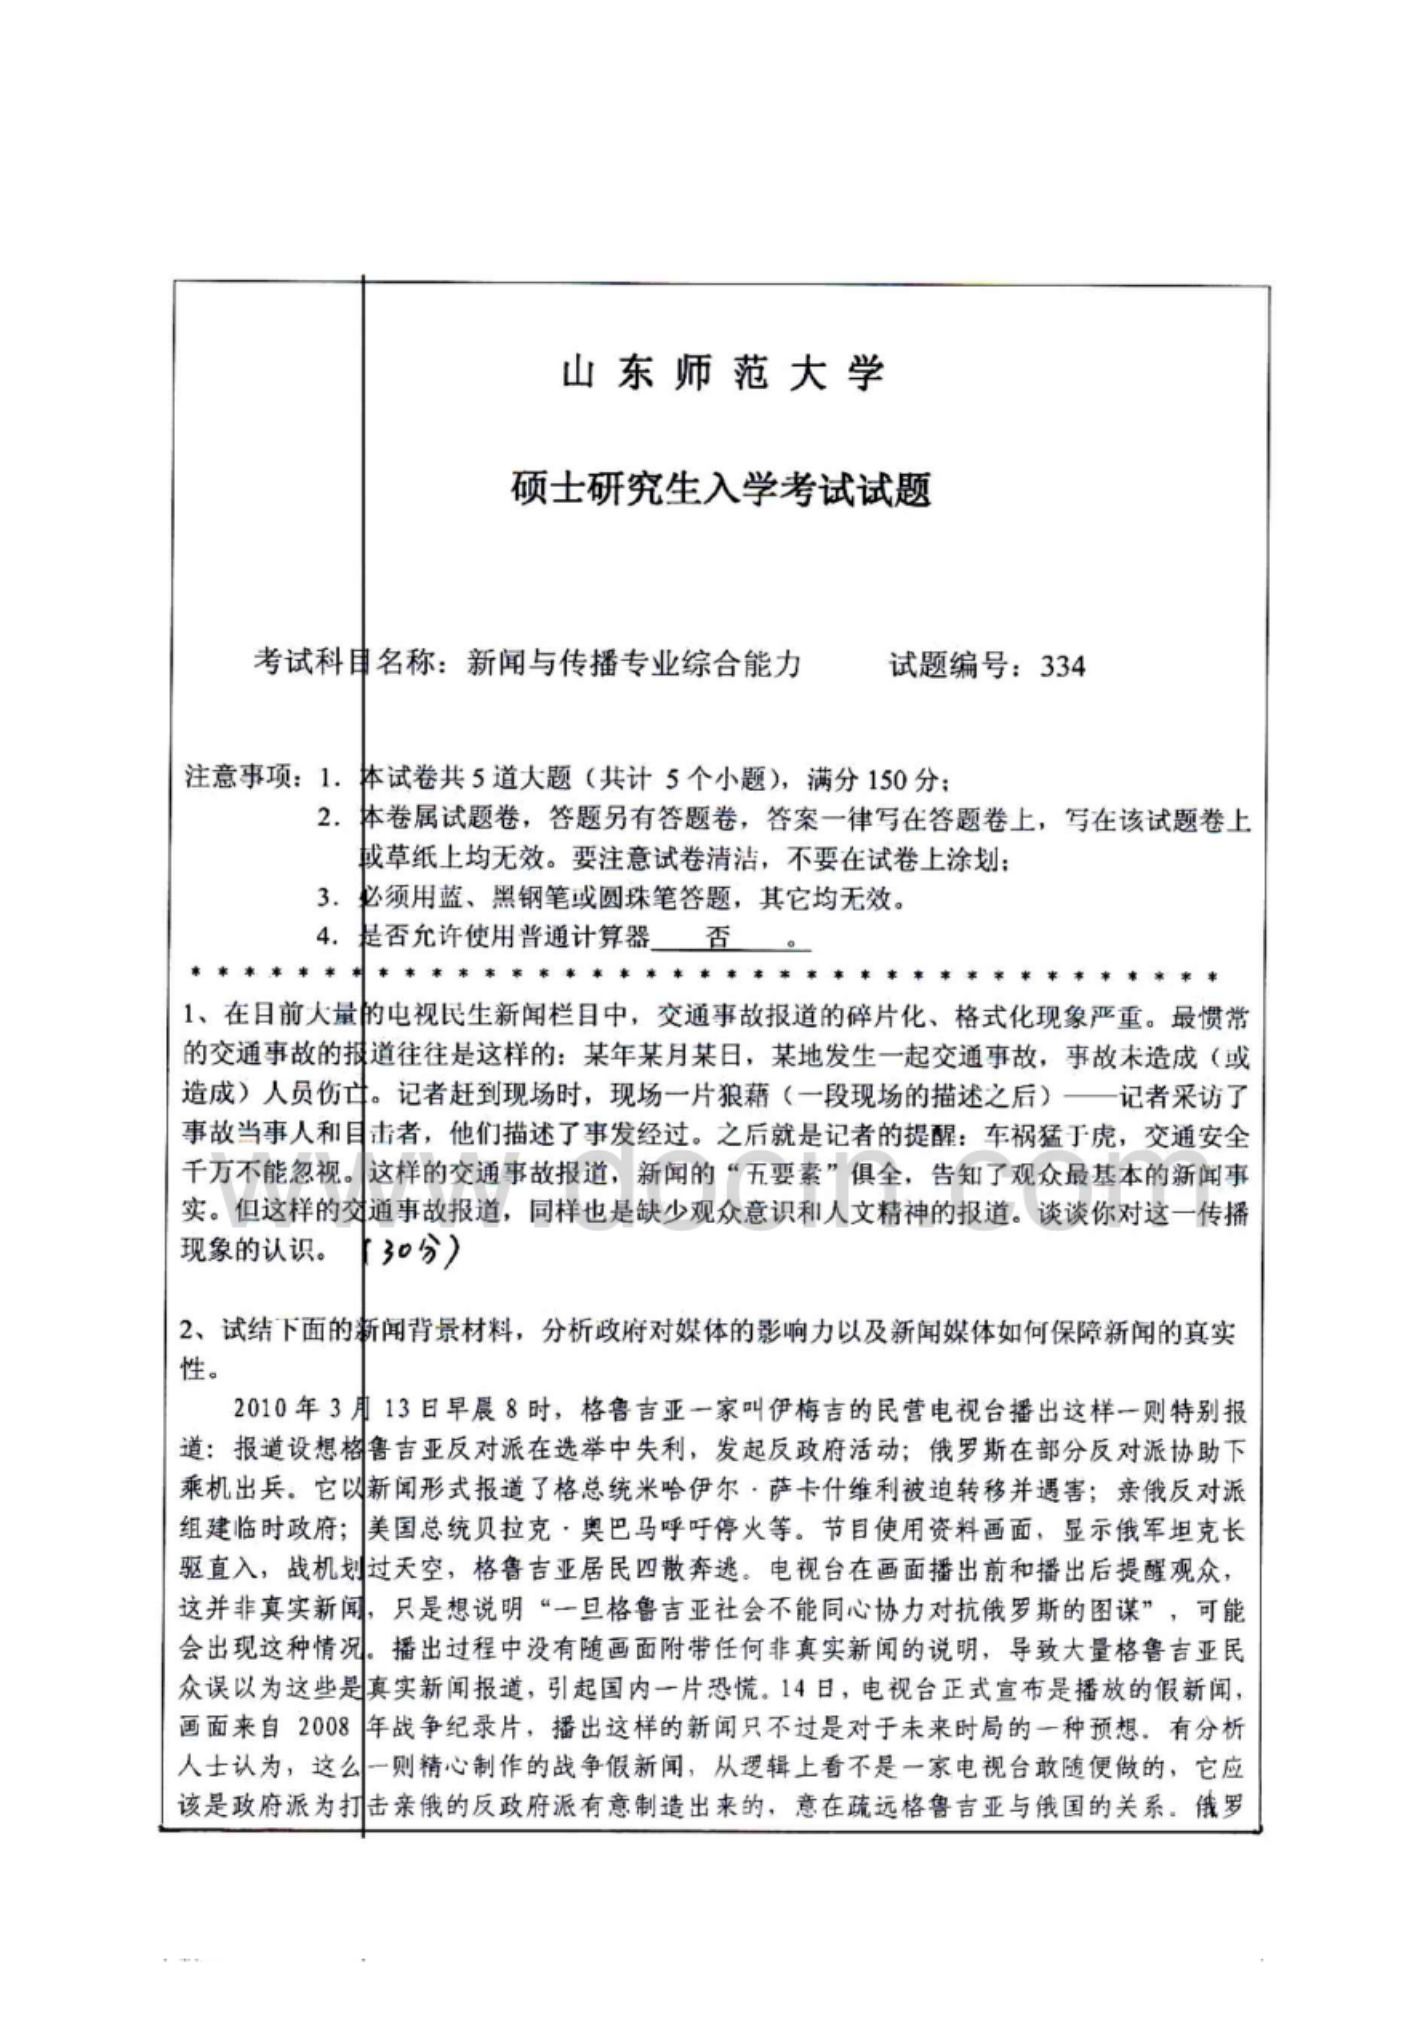 山东师范大学
硕士研究生入学考试试题
考试科目名称：新闻与传播专业综合能力 试题编号：334
注意事项：1．本试卷共5道大题（共计 5个小题），满分150分；
2．本卷属试题卷，答题另有答题卷，答案一律写在答题卷上，写在该试题卷上
或草纸上均无效。要注意试卷清洁，不要在试卷上涂划；
3．必须用蓝、黑钢笔或圆珠笔答题，其它均无效。
4．是否允许使用普通计算器 否 。
* * * * * * * * * * * * * * * * * * * * * * * * * * * * * * * * * * * * * * *
1、在目前大量的电视民生新闻栏目中，交通事故报道的碎片化、格式化现象严重。最惯常
的交通事故的报道往往是这样的：某年某月某日，某地发生一起交通事故，事故未造成（或
造成）人员伤亡。记者赶到现场时，现场一片狼藉（一段现场的描述之后）——记者采访了
事故当事人和目击者，他们描述了事发经过。之后就是记者的提醒：车祸猛于虎，交通安全
千万不能忽视。这样的交通事故报道，新闻的“五要素”俱全，告知了观众最基本的新闻事
实。但这样的交通事故报道，同样也是缺少观众意识和人文精神的报道。谈谈你对这一传播
现象的认识。（30分）
2、试结下面的新闻背景材料，分析政府对媒体的影响力以及新闻媒体如何保障新闻的真实
性。
2010年3月13日早晨8时，格鲁吉亚一家叫伊梅吉的民营电视台播出这样一则特别报
道：报道设想格鲁吉亚反对派在选举中失利，发起反政府活动；俄罗斯在部分反对派协助下
乘机出兵。它以新闻形式报道了格总统米哈伊尔·萨卡什维利被迫转移并遇害；亲俄反对派
组建临时政府；美国总统贝拉克·奥巴马呼吁停火等。节目使用资料画面，显示俄军坦克长
驱直入，战机划过天空，格鲁吉亚居民四散奔逃。电视台在画面播出前和播出后提醒观众，
这并非真实新闻，只是想说明“一旦格鲁吉亚社会不能同心协力对抗俄罗斯的图谋”，可能
会出现这种情况。播出过程中没有随画面附带任何非真实新闻的说明，导致大量格鲁吉亚民
众误以为这些是真实新闻报道，引起国内一片恐慌。14日，电视台正式宣布是播放的假新闻，
画面来自 2008 年战争纪录片，播出这样的新闻只不过是对于未来时局的一种预想。有分析
人士认为，这么一则精心制作的战争假新闻，从逻辑上看不是一家电视台敢随便做的，它应
该是政府派为打击亲俄的反政府派有意制造出来的，意在疏远格鲁吉亚与俄国的关系。俄罗
www.docin.com